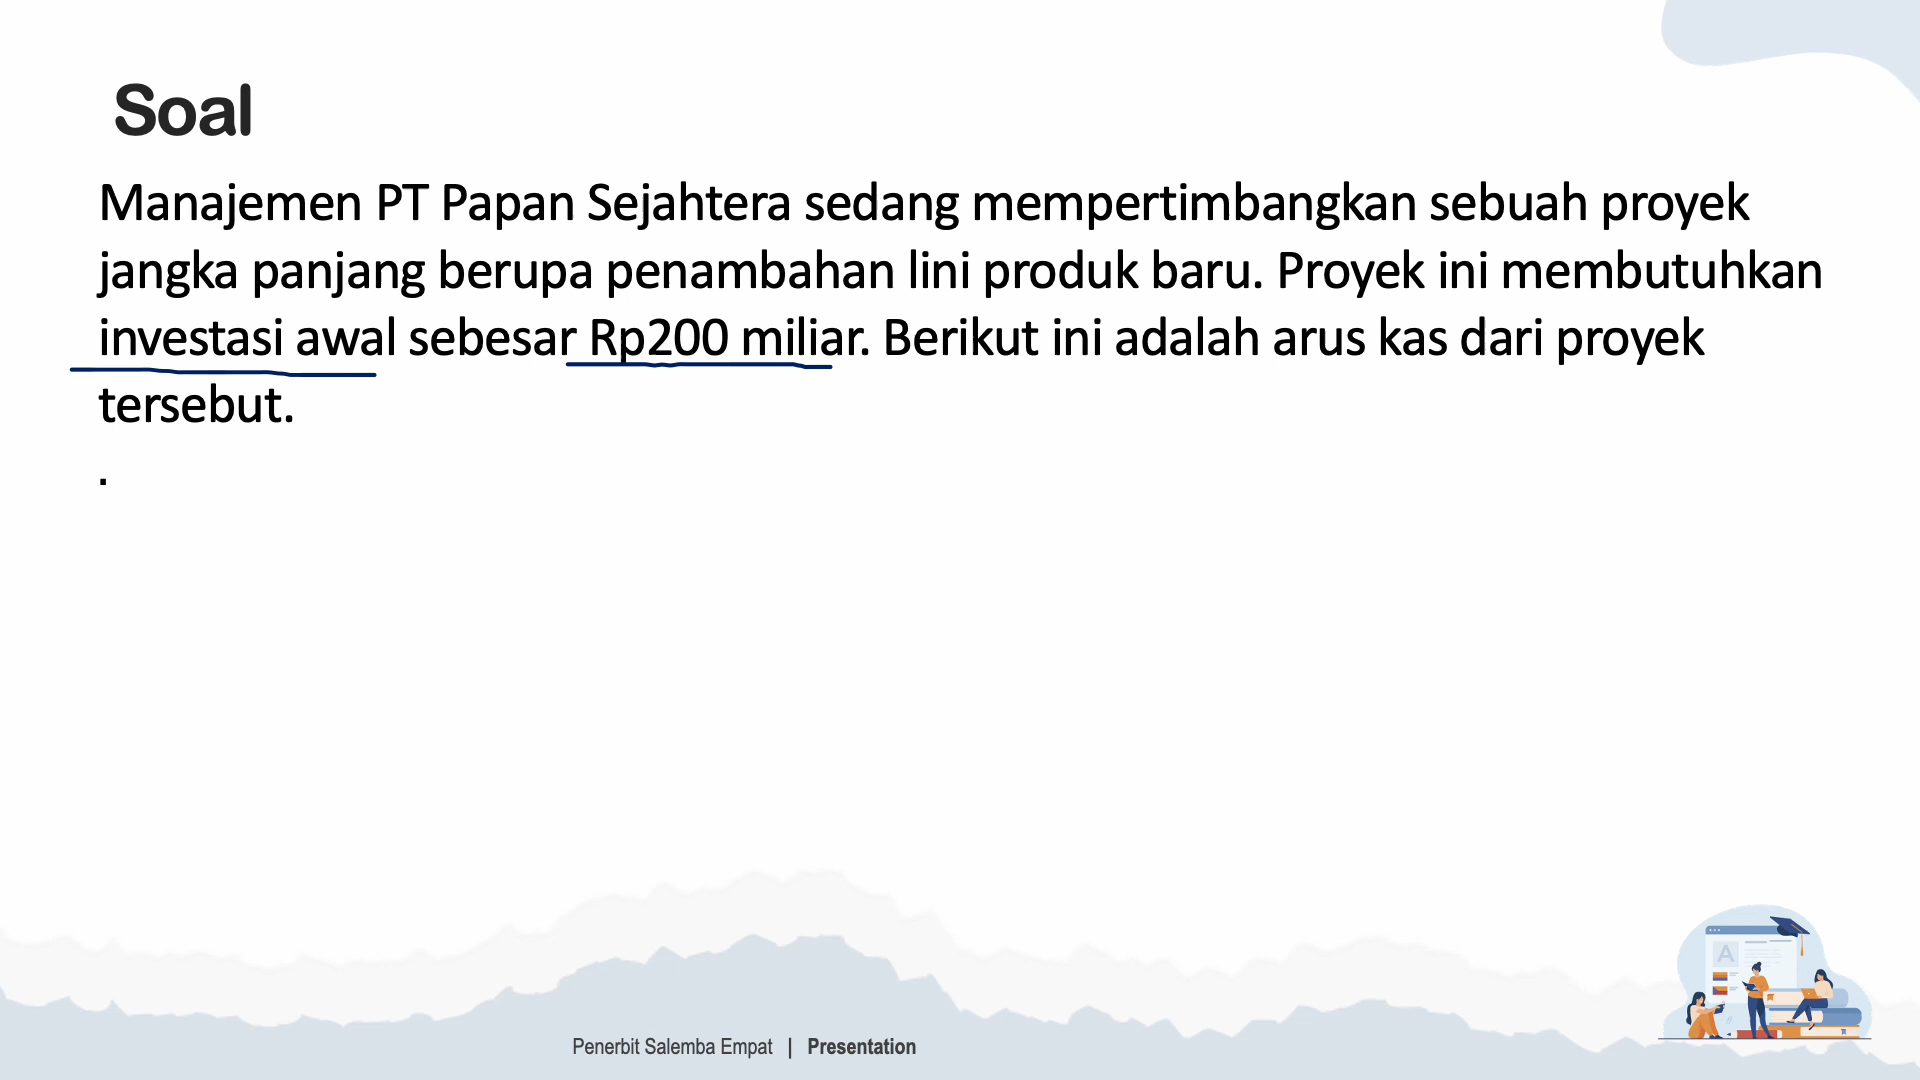 Soal
Manajemen PT Papan Sejahtera sedang mempertimbangkan sebuah proyek
jangka panjang berupa penambahan lini produk baru. Proyek ini membutuhkan
investasi awal sebesar Rp200 miliar. Berikut ini adalah arus kas dari proyek
tersebut.
.
A
Penerbit Salemba Empat | Presentation